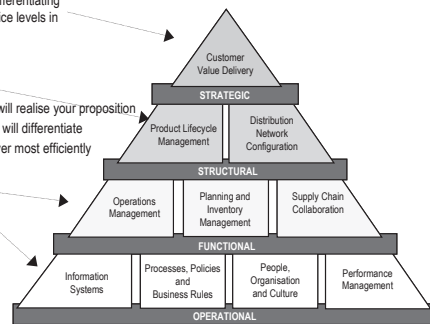 ifferentiating
ice levels in
will realise your proposition
will differentiate
er most efficiently
Customer
Value Delivery
STRATEGIC
Product Lifecycle
Management
Distribution
Network
Configuration
STRUCTURAL
Operations
Management
Planning and
Inventory
Management
Supply Chain
Collaboration
FUNCTIONAL
Information
Systems
Processes, Policies
and
Business Rules
People,
Organisation
and Culture
Performance
Management
OPERATIONAL